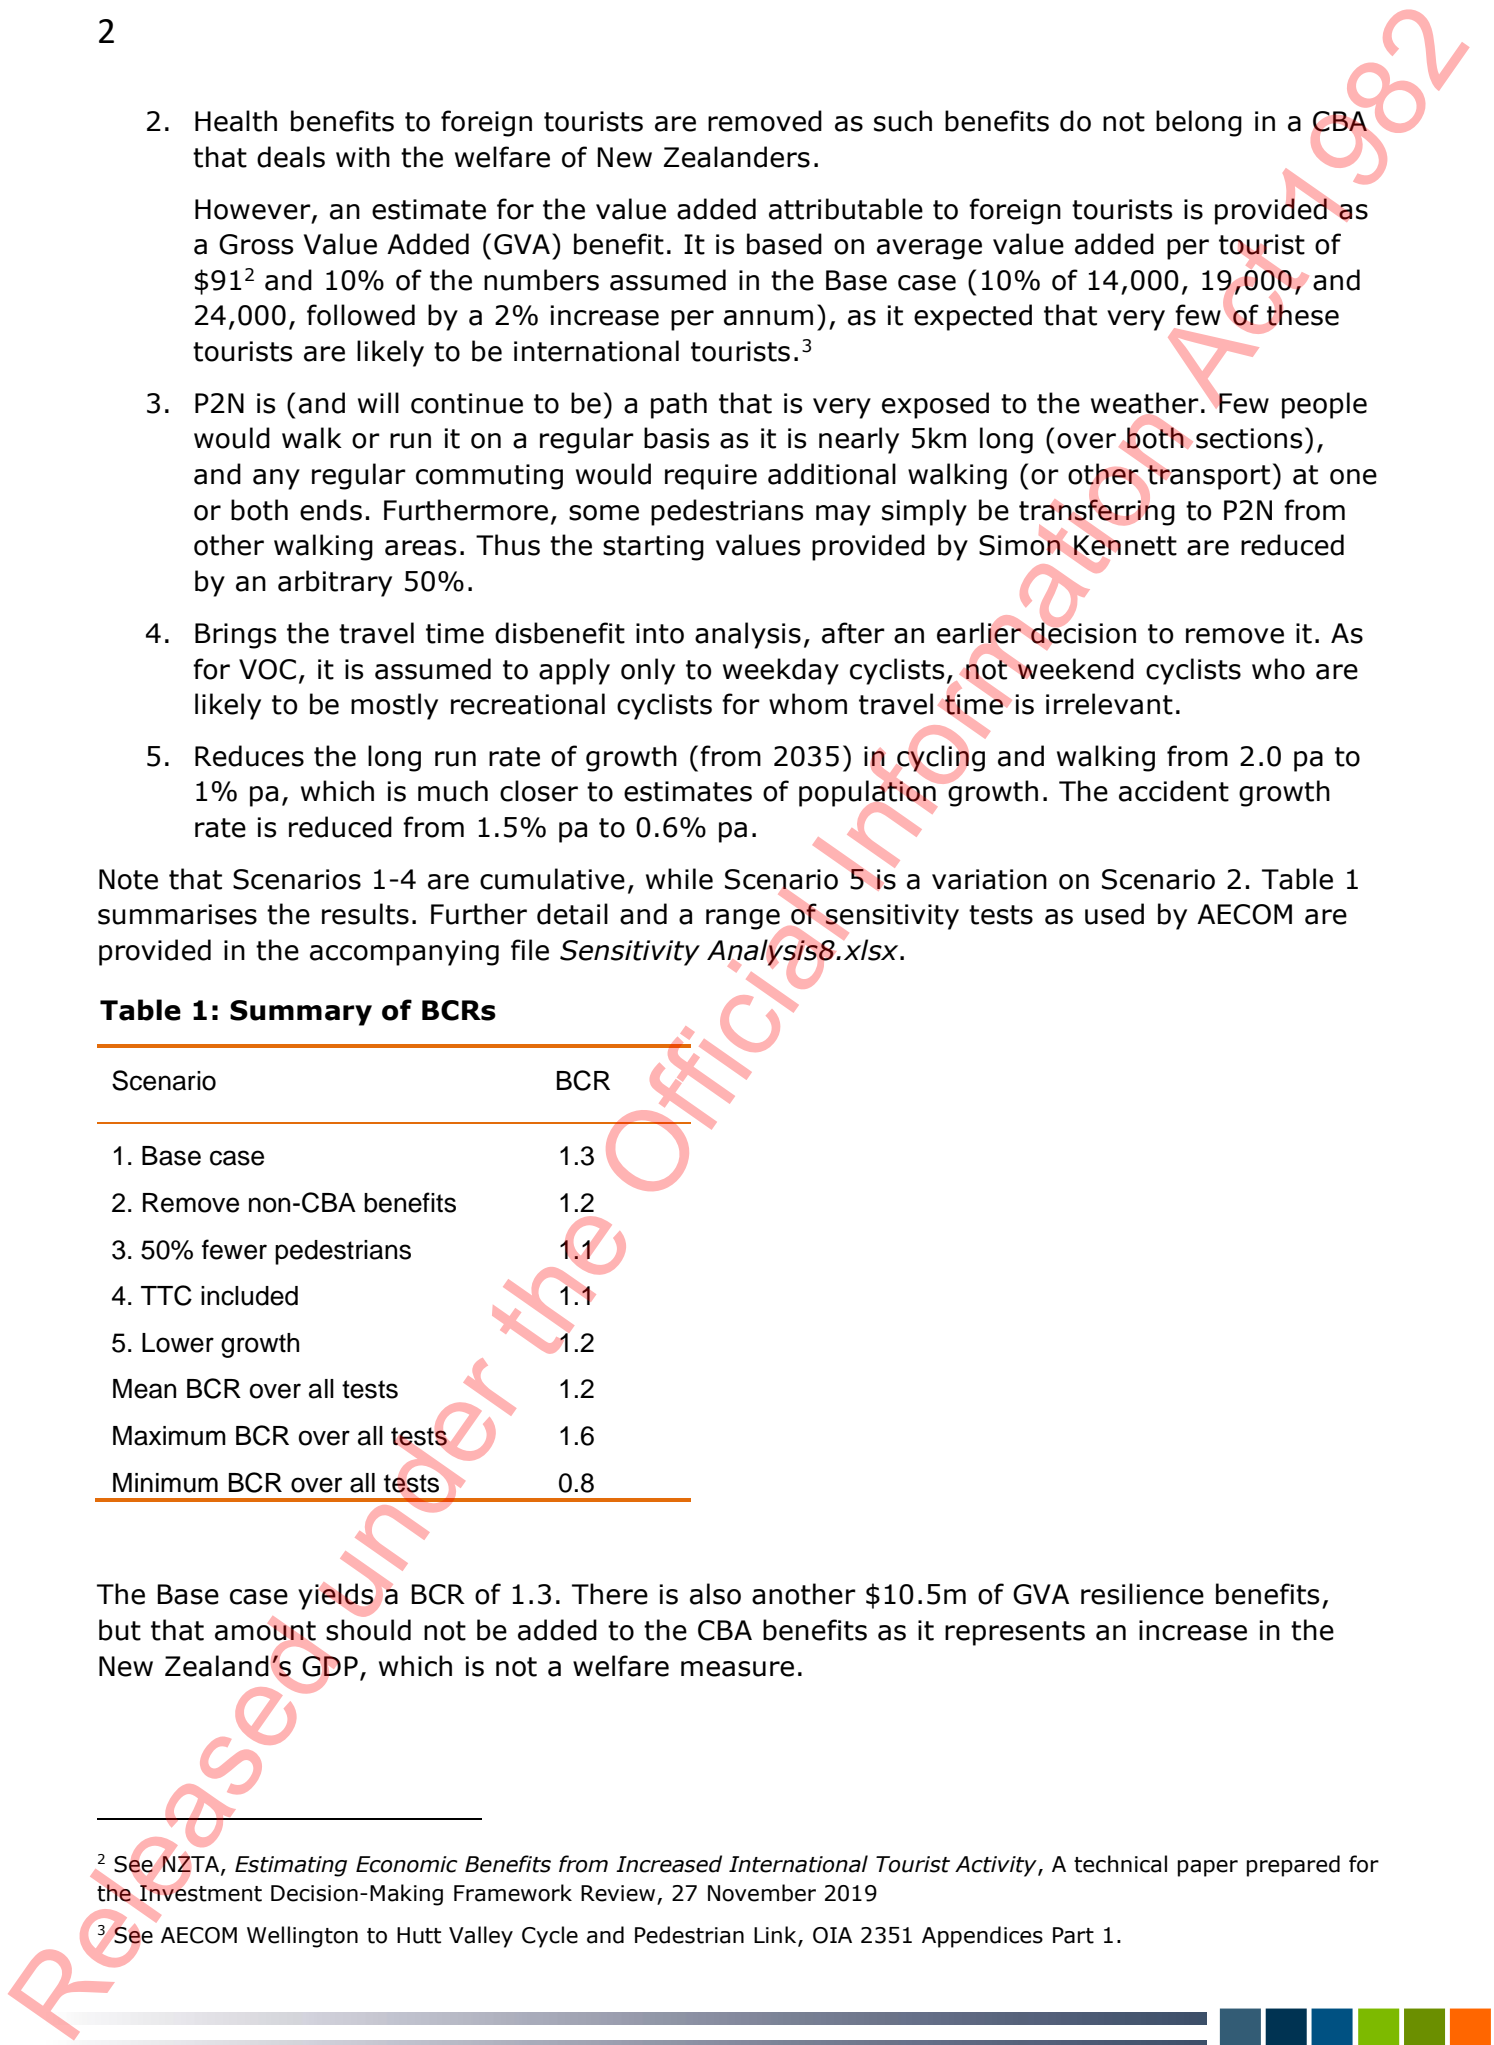 2
2. Health benefits to foreign tourists are removed as such benefits do not belong in a CBA
that deals with the welfare of New Zealanders.
However, an estimate for the value added attributable to foreign tourists is provided as
a Gross Value Added (GVA) benefit. It is based on average value added per tourist of
$91² and 10% of the numbers assumed in the Base case (10% of 14,000, 19,000, and
24,000, followed by a 2% increase per annum), as it expected that very few of these
tourists are likely to be international tourists.³
3. P2N is (and will continue to be) a path that is very exposed to the weather. Few people
would walk or run it on a regular basis as it is nearly 5km long (over both sections),
and any regular commuting would require additional walking (or other transport) at one
or both ends. Furthermore, some pedestrians may simply be transferring to P2N from
other walking areas. Thus the starting values provided by Simon Kennett are reduced
by an arbitrary 50%.
4. Brings the travel time disbenefit into analysis, after an earlier decision to remove it. As
for VOC, it is assumed to apply only to weekday cyclists, not weekend cyclists who are
likely to be mostly recreational cyclists for whom travel time is irrelevant.
5. Reduces the long run rate of growth (from 2035) in cycling and walking from 2.0 pa to
1% pa, which is much closer to estimates of population growth. The accident growth
rate is reduced from 1.5% pa to 0.6% pa.
Note that Scenarios 1-4 are cumulative, while Scenario 5 is a variation on Scenario 2. Table 1
summarises the results. Further detail and a range of sensitivity tests as used by AECOM are
provided in the accompanying file Sensitivity Analysis8.xlsx.
Table 1: Summary of BCRs
Scenario BCR
1. Base case 1.3
2. Remove non-CBA benefits 1.2
3. 50% fewer pedestrians 1.1
4. TTC included 1.1
5. Lower growth 1.2
Mean BCR over all tests 1.2
Maximum BCR over all tests 1.6
Minimum BCR over all tests 0.8
The Base case yields a BCR of 1.3. There is also another $10.5m of GVA resilience benefits,
but that amount should not be added to the CBA benefits as it represents an increase in the
New Zealand’s GDP, which is not a welfare measure.
² See NZTA, Estimating Economic Benefits from Increased International Tourist Activity, A technical paper prepared for
the Investment Decision-Making Framework Review, 27 November 2019
³ See AECOM Wellington to Hutt Valley Cycle and Pedestrian Link, OIA 2351 Appendices Part 1.
Released under the Official Information Act 1982